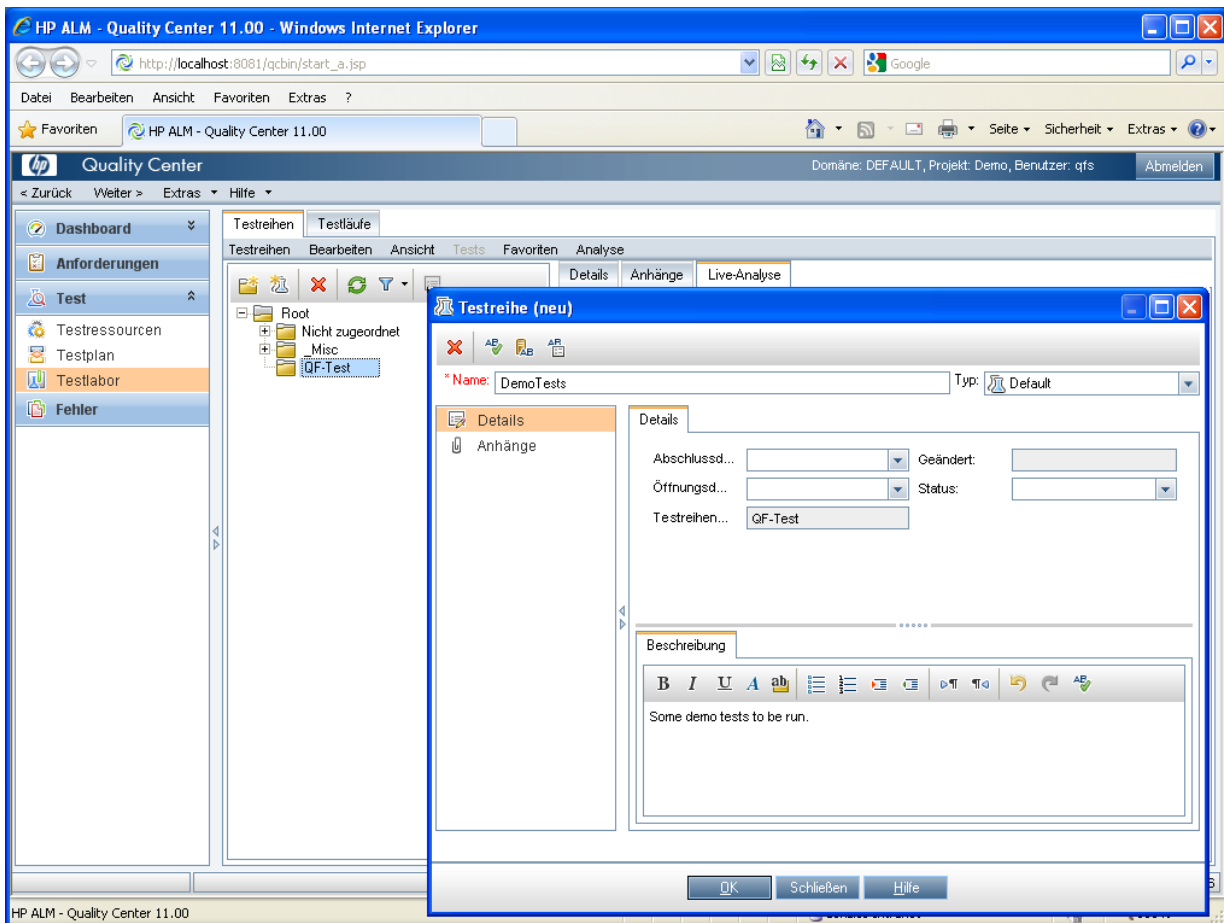 HP ALM - Quality Center 11.00 - Windows Internet Explorer
http://localhost:8081/qcbin/start_a.jsp
Google
Datei Bearbeiten Ansicht Favoriten Extras ?
Favoriten
HP ALM - Quality Center 11.00
Seite Sicherheit Extras
hp Quality Center
Domäne: DEFAULT, Projekt: Demo, Benutzer: qfs
Abmelden
< Zurück Weiter > Extras Hilfe
Dashboard
Anforderungen
Test
Testressourcen
Testplan
Testlabor
Fehler
Testreihen Testläufe
Testreihen Bearbeiten Ansicht Tests Favoriten Analyse
Details Anhänge Live-Analyse
Root
Nicht zugeordnet
_Misc
QF-Test
Testreihe (neu)
* Name: DemoTests
Typ: Default
Details
Anhänge
Details
Abschlussd...
Geändert:
Öffnungsd...
Status:
Testreihen... QF-Test
Beschreibung
B I U A ab
Some demo tests to be run.
OK Schließen Hilfe
HP ALM - Quality Center 11.00